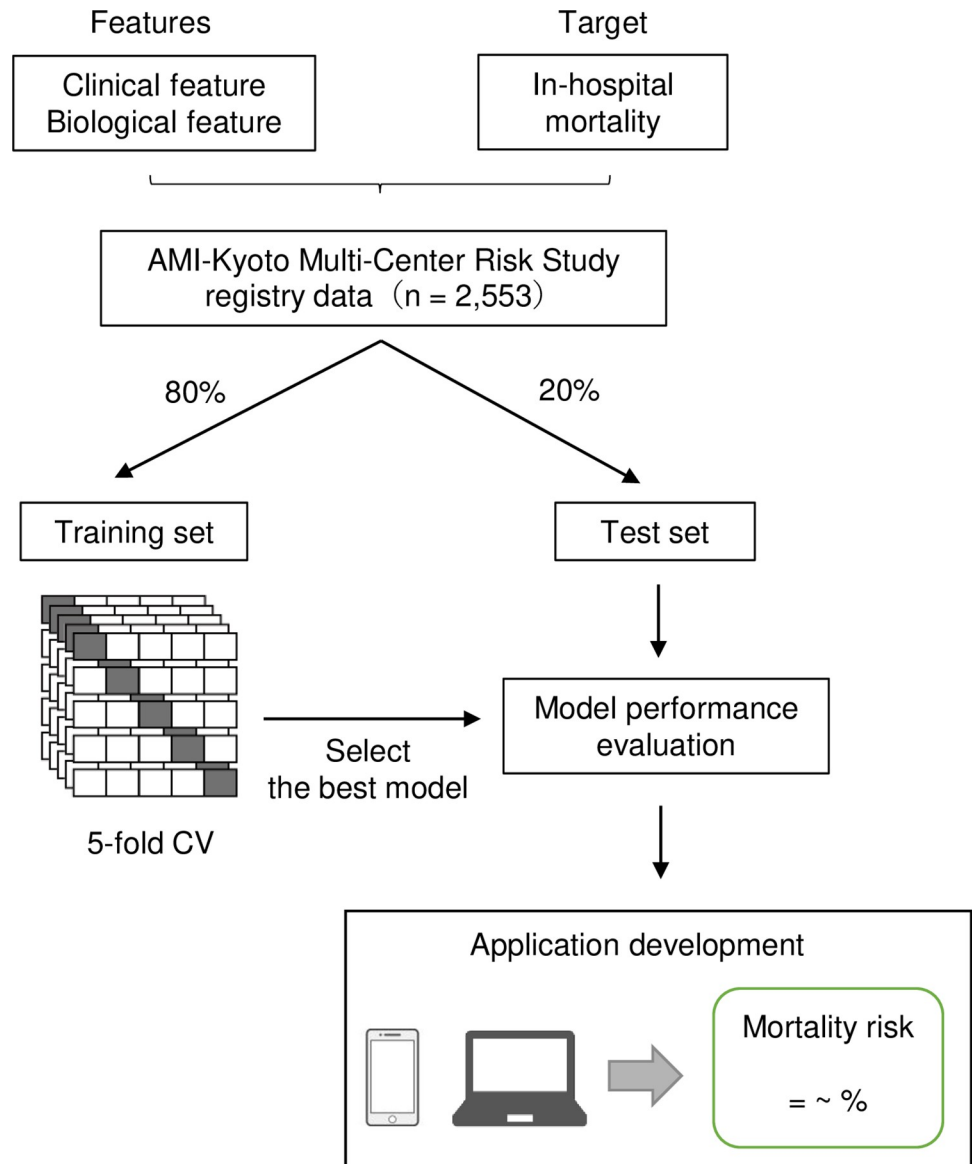 Features
Target
Clinical feature
Biological feature
In-hospital
mortality
AMI-Kyoto Multi-Center Risk Study
registry data（n = 2,553）
80%
20%
Training set
Test set
Select
the best model
Model performance
evaluation
5-fold CV
Application development
Mortality risk
= ~ %